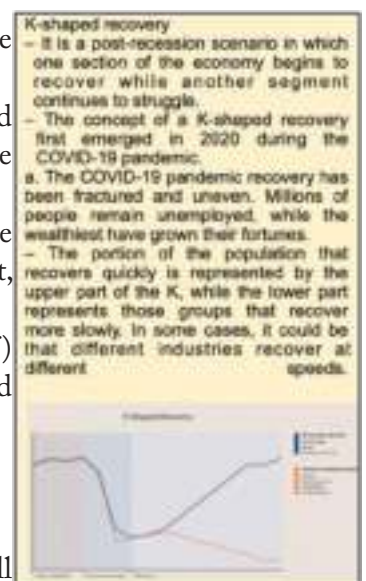 K-shaped recovery
– It is a post-recession scenario in which
one section of the economy begins to
recover while another segment
continues to struggle.
– The concept of a K-shaped recovery
first emerged in 2020 during the
COVID-19 pandemic.
a. The COVID-19 pandemic recovery has
been fractured and uneven. Millions of
people remain unemployed, while the
wealthiest have grown their fortunes.
– The portion of the population that
recovers quickly is represented by the
upper part of the K, while the lower part
represents those groups that recover
more slowly. In some cases, it could be
that different industries recover at
different speeds.
K-Shaped Recovery